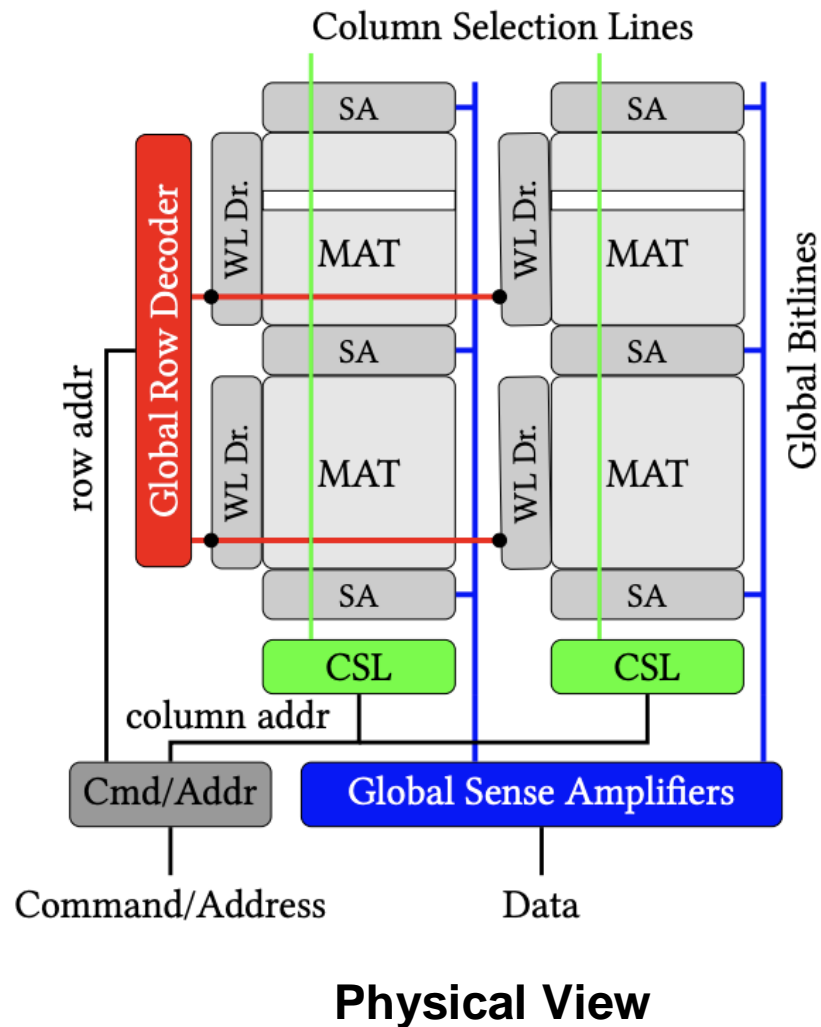 Column Selection Lines
SA
SA
Global Row Decoder
WL Dr.
MAT
WL Dr.
MAT
Global Bitlines
SA
SA
row addr
WL Dr.
MAT
WL Dr.
MAT
SA
SA
CSL
CSL
column addr
Cmd/Addr
Global Sense Amplifiers
Command/Address
Data
Physical View